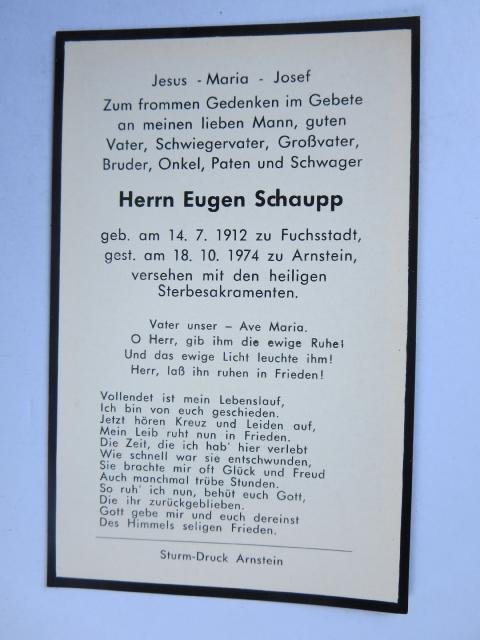 Jesus - Maria - Josef
Zum frommen Gedenken im Gebete
an meinen lieben Mann, guten
Vater, Schwiegervater, Großvater,
Bruder, Onkel, Paten und Schwager
Herrn Eugen Schaupp
geb. am 14. 7. 1912 zu Fuchsstadt,
gest. am 18. 10. 1974 zu Arnstein,
versehen mit den heiligen
Sterbesakramenten.
Vater unser – Ave Maria.
O Herr, gib ihm die ewige Ruhe!
Und das ewige Licht leuchte ihm!
Herr, laß ihn ruhen in Frieden!
Vollendet ist mein Lebenslauf,
Ich bin von euch geschieden.
Jetzt hören Kreuz und Leiden auf,
Mein Leib ruht nun in Frieden.
Die Zeit, die ich hab' hier verlebt
Wie schnell war sie entschwunden,
Sie brachte mir oft Glück und Freud
Auch manchmal trübe Stunden.
So ruh' ich nun, behüt euch Gott,
Die ihr zurückgeblieben.
Gott gebe mir und euch dereinst
Des Himmels seligen Frieden.
Sturm-Druck Arnstein